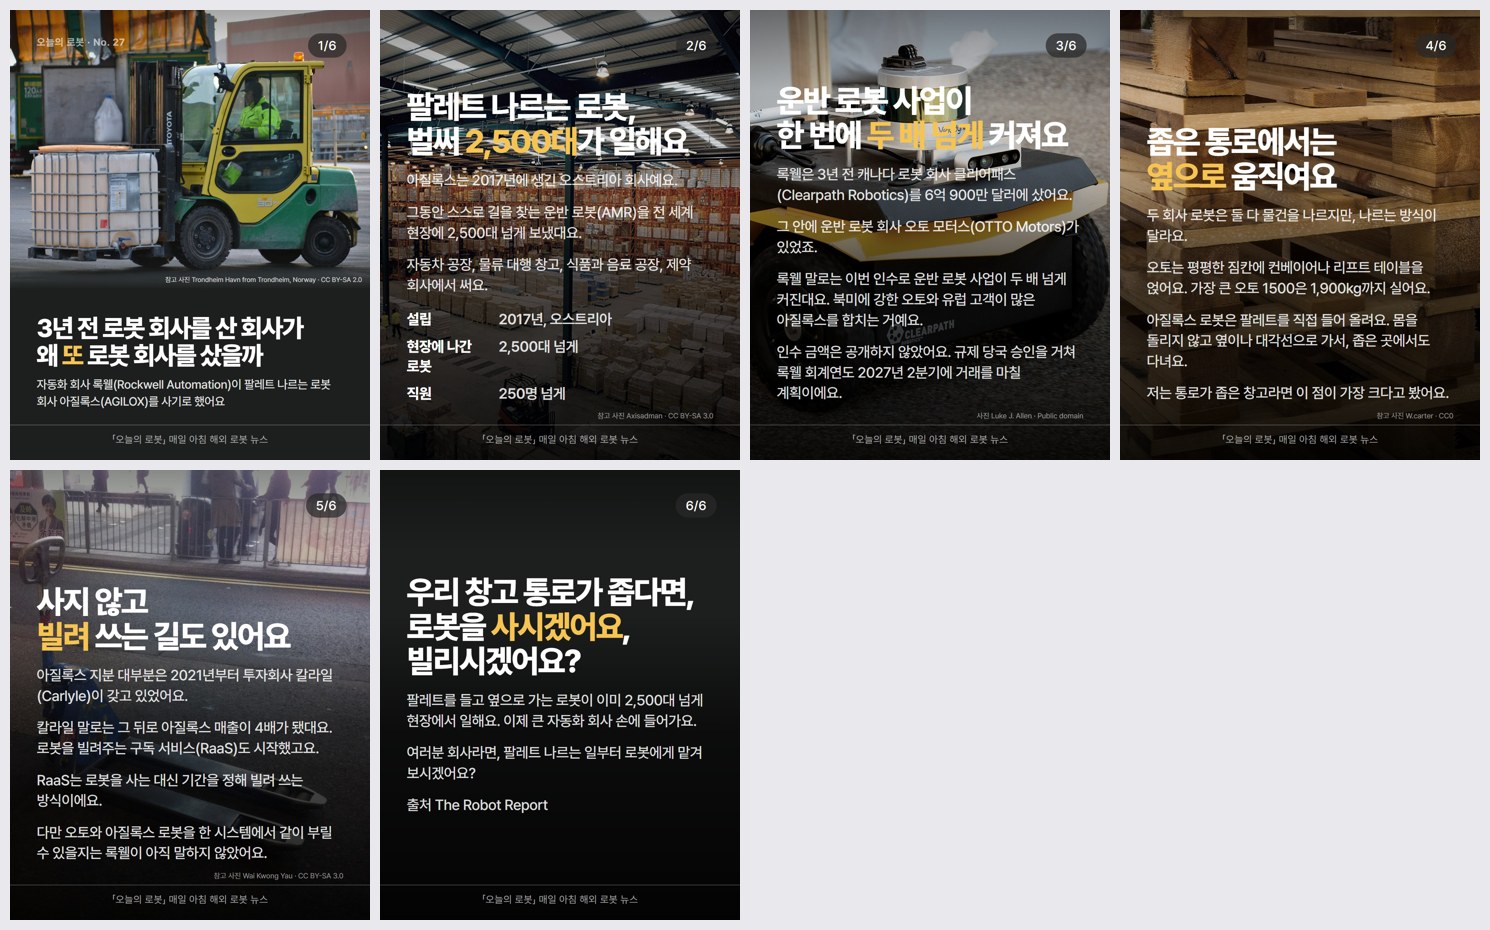 오늘의 로봇 · No. 27
1/6
TOYOTA
참고 사진 Trondheim Havn from Trondheim, Norway · CC BY-SA 2.0
3년 전 로봇 회사를 산 회사가
왜 또 로봇 회사를 샀을까
자동화 회사 록웰(Rockwell Automation)이 팔레트 나르는 로봇
회사 아질록스(AGILOX)를 사기로 했어요
「오늘의 로봇」 매일 아침 해외 로봇 뉴스
2/6
팔레트 나르는 로봇,
벌써 2,500대가 일해요
아질록스는 2017년에 생긴 오스트리아 회사예요.
그동안 스스로 길을 찾는 운반 로봇(AMR)을 전 세계
현장에 2,500대 넘게 보냈대요.
자동차 공장, 물류 대행 창고, 식품과 음료 공장, 제약
회사에서 써요.
설립 2017년, 오스트리아
현장에 나간 2,500대 넘게
로봇
직원 250명 넘게
참고 사진 Axisadman · CC BY-SA 3.0
「오늘의 로봇」 매일 아침 해외 로봇 뉴스
3/6
운반 로봇 사업이
한 번에 두 배 넘게 커져요
록웰은 3년 전 캐나다 로봇 회사 클리어패스
(Clearpath Robotics)를 6억 900만 달러에 샀어요.
그 안에 운반 로봇 회사 오토 모터스(OTTO Motors)가
있었죠.
록웰 말로는 이번 인수로 운반 로봇 사업이 두 배 넘게
커진대요. 북미에 강한 오토와 유럽 고객이 많은
아질록스를 합치는 거예요.
CLEARPATH
인수 금액은 공개하지 않았어요. 규제 당국 승인을 거쳐
록웰 회계연도 2027년 2분기에 거래를 마칠
계획이에요.
사진 Luke J. Allen · Public domain
「오늘의 로봇」 매일 아침 해외 로봇 뉴스
4/6
좁은 통로에서는
옆으로 움직여요
두 회사 로봇은 둘 다 물건을 나르지만, 나르는 방식이
달라요.
오토는 평평한 짐칸에 컨베이어나 리프트 테이블을
얹어요. 가장 큰 오토 1500은 1,900kg까지 실어요.
아질록스 로봇은 팔레트를 직접 들어 올려요. 몸을
돌리지 않고 옆이나 대각선으로 가서, 좁은 곳에서도
다녀요.
저는 통로가 좁은 창고라면 이 점이 가장 크다고 봤어요.
참고 사진 W.carter · CC0
「오늘의 로봇」 매일 아침 해외 로봇 뉴스
5/6
사지 않고
빌려 쓰는 길도 있어요
아질록스 지분 대부분은 2021년부터 투자회사 칼라일
(Carlyle)이 갖고 있었어요.
칼라일 말로는 그 뒤로 아질록스 매출이 4배가 됐대요.
로봇을 빌려주는 구독 서비스(RaaS)도 시작했고요.
RaaS는 로봇을 사는 대신 기간을 정해 빌려 쓰는
방식이에요.
다만 오토와 아질록스 로봇을 한 시스템에서 같이 부릴
수 있을지는 록웰이 아직 말하지 않았어요.
참고 사진 Wai Kwong Yau · CC BY-SA 3.0
「오늘의 로봇」 매일 아침 해외 로봇 뉴스
6/6
우리 창고 통로가 좁다면,
로봇을 사시겠어요,
빌리시겠어요?
팔레트를 들고 옆으로 가는 로봇이 이미 2,500대 넘게
현장에서 일해요. 이제 큰 자동화 회사 손에 들어가요.
여러분 회사라면, 팔레트 나르는 일부터 로봇에게 맡겨
보시겠어요?
출처 The Robot Report
「오늘의 로봇」 매일 아침 해외 로봇 뉴스